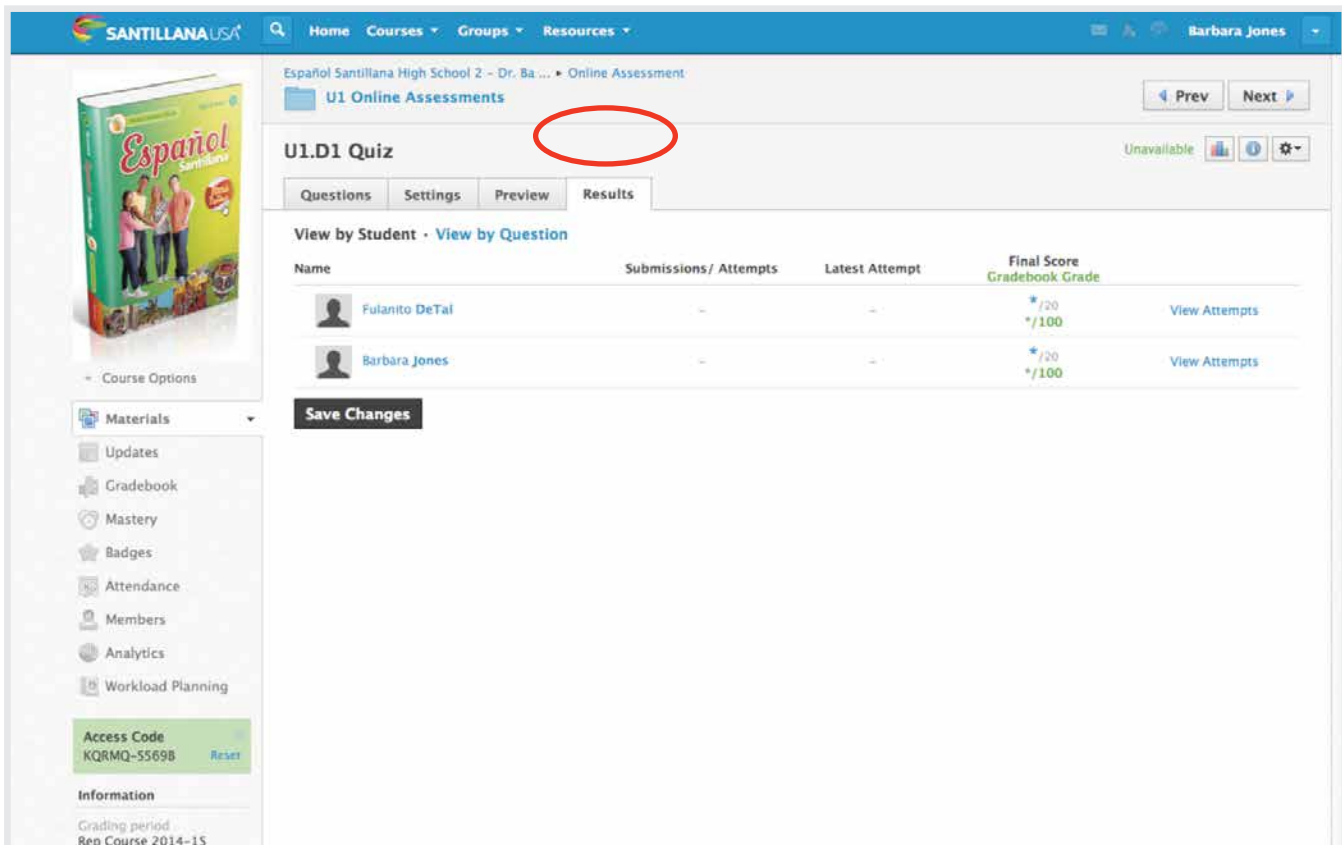 SANTILLANA USA
Home Courses Groups Resources
Barbara Jones
Español Santillana High School 2 - Dr. Ba ... ▸ Online Assessment
U1 Online Assessments
Prev Next
Español
Santillana
U1.D1 Quiz
Unavailable
Questions Settings Preview Results
View by Student · View by Question
Name Submissions/ Attempts Latest Attempt Final Score
Gradebook Grade
Fulanito DeTal – – */20 View Attempts
*/100
Barbara Jones – – */20 View Attempts
*/100
Save Changes
Course Options
Materials
Updates
Gradebook
Mastery
Badges
Attendance
Members
Analytics
Workload Planning
Access Code
KQRMQ-5569B Reset
Information
Grading period
Rep Course 2014-15